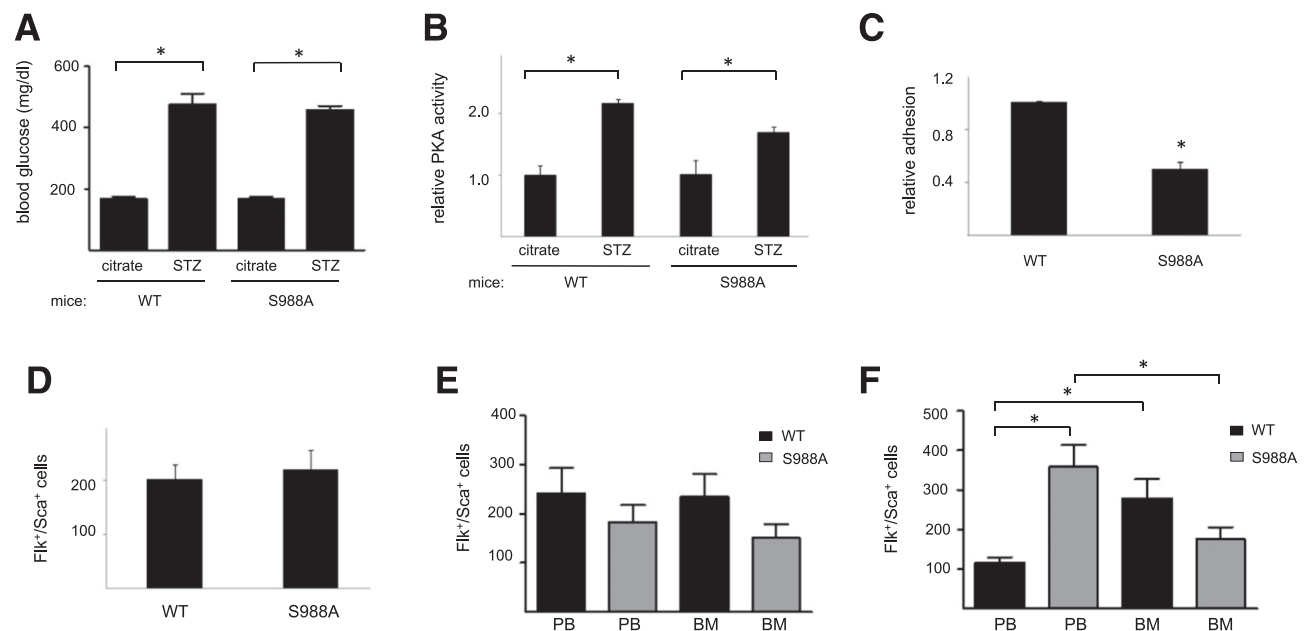 A
blood glucose (mg/dl)
600
400
200
*
*
citrate STZ citrate STZ
mice: WT S988A
B
relative PKA activity
2.0
1.0
*
*
citrate STZ citrate STZ
mice: WT S988A
C
relative adhesion
1.2
0.8
0.4
*
WT S988A
D
Flk⁺/Sca⁺ cells
200
100
WT S988A
E
Flk⁺/Sca⁺ cells
400
300
200
100
WT
S988A
PB PB BM BM
F
Flk⁺/Sca⁺ cells
500
400
300
200
100
*
*
*
WT
S988A
PB PB BM BM